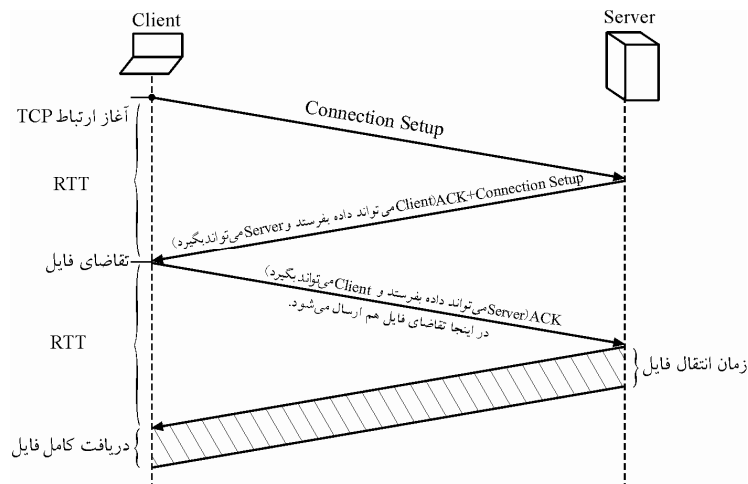 Client
Server
آغاز ارتباط TCP
Connection Setup
RTT
ACK+Connection Setup (Client می‌تواند داده بفرستد و Server می‌تواند بگیرد)
تقاضای فایل
ACK (Server می‌تواند داده بفرستد و Client می‌تواند بگیرد)
در اینجا تقاضای فایل هم ارسال می‌شود.
RTT
زمان انتقال فایل
دریافت کامل فایل